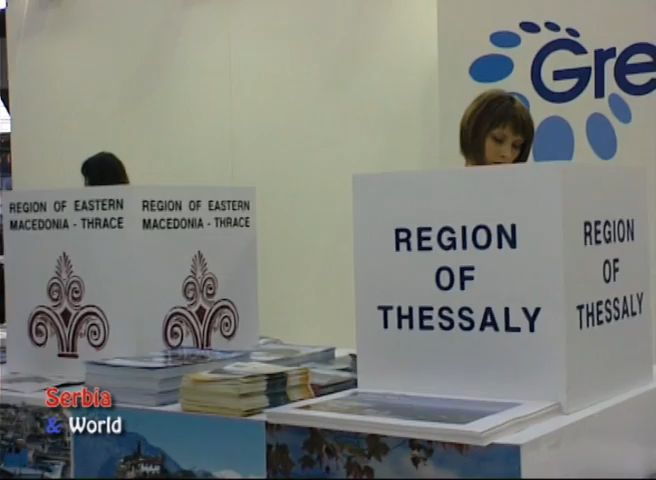 Gre
REGION OF EASTERN
MACEDONIA - THRACE
REGION OF EASTERN
MACEDONIA - THRACE
REGION
OF
THESSALY
REGION
OF
THESSALY
Serbia
& World